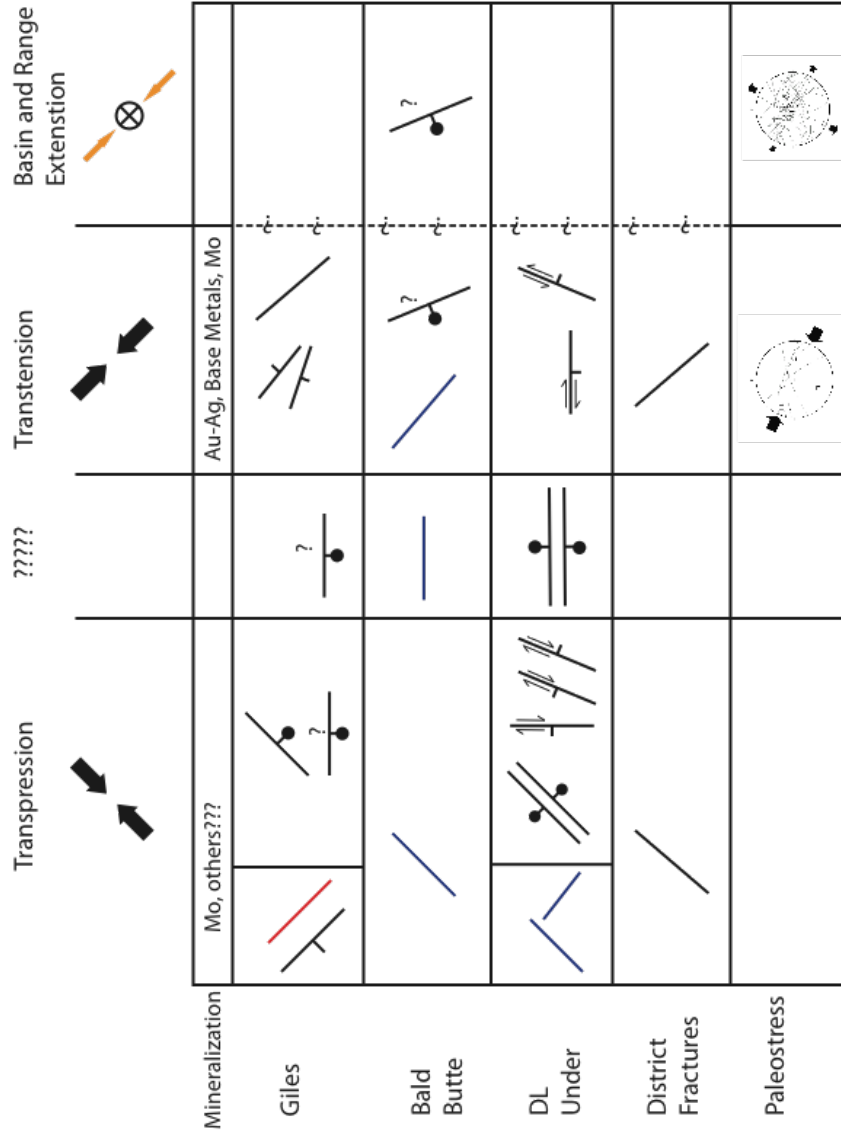 Transpression
?????
Transtension
Basin and Range
Extenstion
Mineralization
Mo, others???
Au-Ag, Base Metals, Mo
Giles
?
?
?
?
Bald
Butte
?
?
?
?
DL
Under
?
?
District
Fractures
?
?
Paleostress